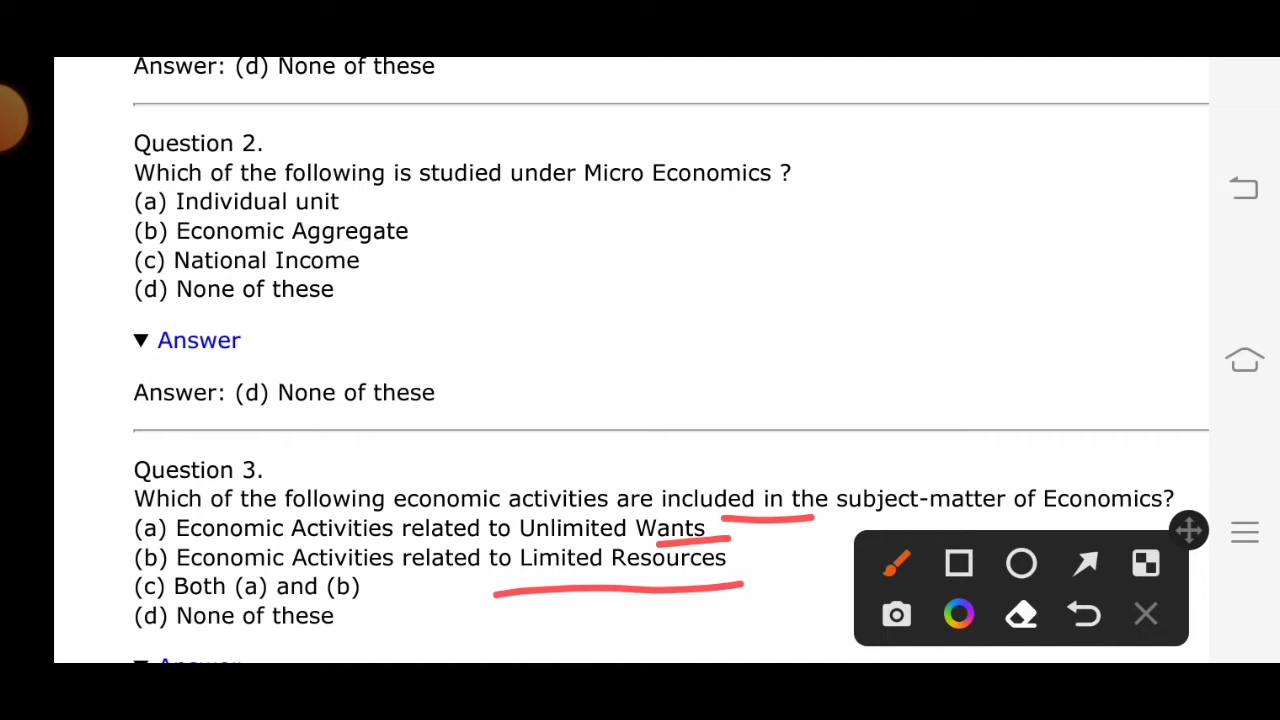 Answer: (d) None of these
Question 2.
Which of the following is studied under Micro Economics ?
(a) Individual unit
(b) Economic Aggregate
(c) National Income
(d) None of these
▼ Answer
Answer: (d) None of these
Question 3.
Which of the following economic activities are included in the subject-matter of Economics?
(a) Economic Activities related to Unlimited Wants
(b) Economic Activities related to Limited Resources
(c) Both (a) and (b)
(d) None of these
▼ Answer